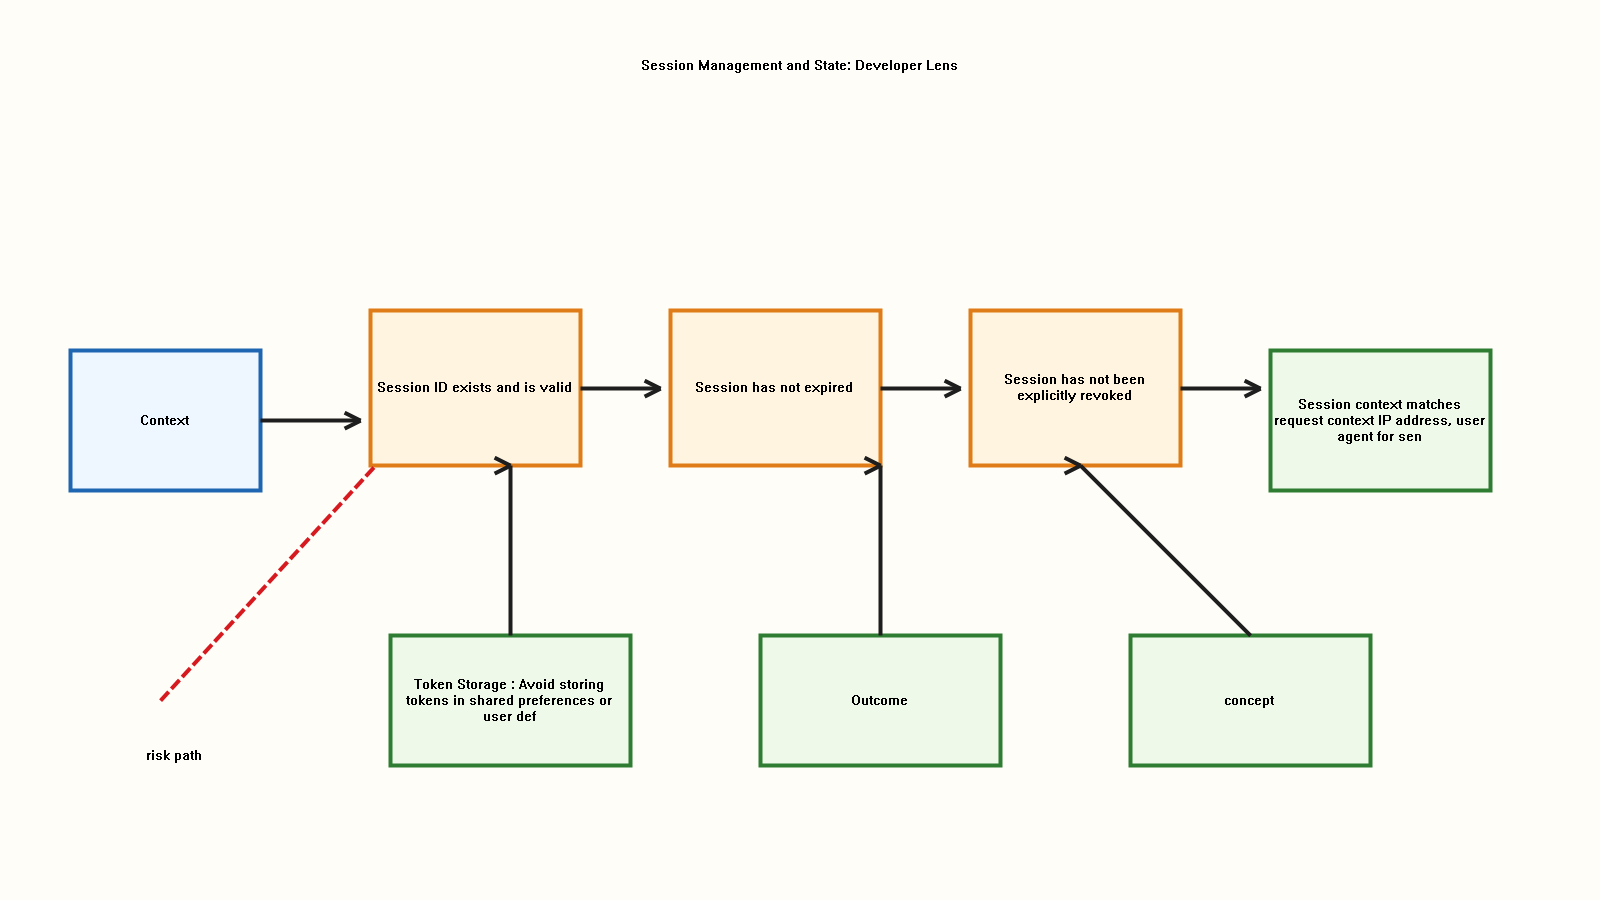 Session Management and State: Developer Lens
Context
Session ID exists and is valid
Session has not expired
Session has not been
explicitly revoked
Session context matches
request context IP address, user
agent for sen
Token Storage : Avoid storing
tokens in shared preferences or
user def
Outcome
concept
risk path